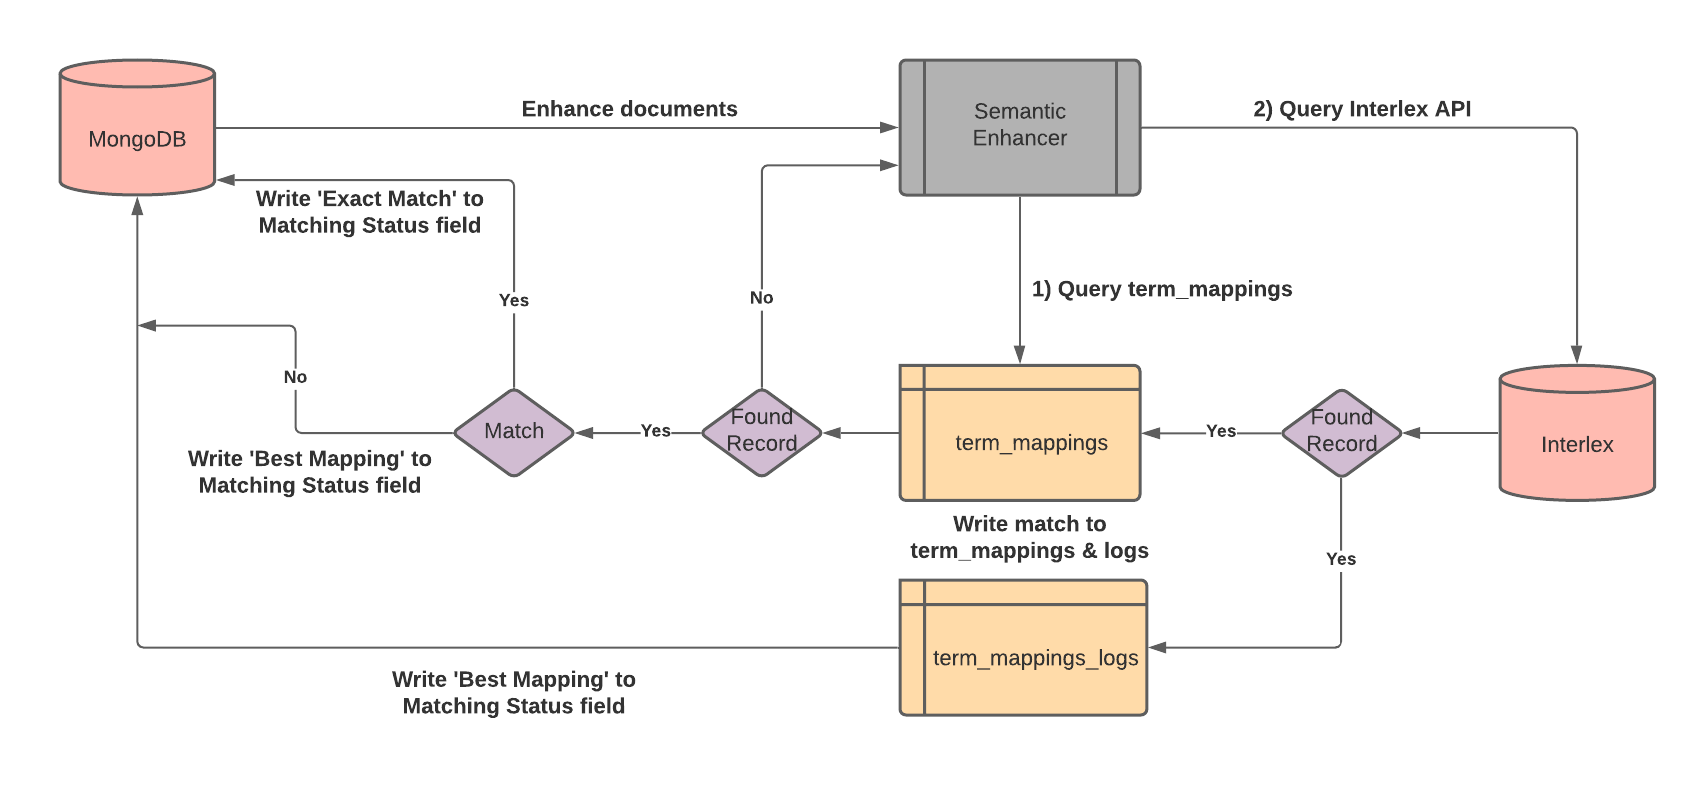 Enhance documents
Semantic
Enhancer
2) Query Interlex API
MongoDB
Write 'Exact Match' to
Matching Status field
Yes
No
1) Query term_mappings
No
Match
Yes
Found
Record
term_mappings
Yes
Found
Record
Interlex
Write 'Best Mapping' to
Matching Status field
Write match to
term_mappings & logs
Yes
term_mappings_logs
Write 'Best Mapping' to
Matching Status field